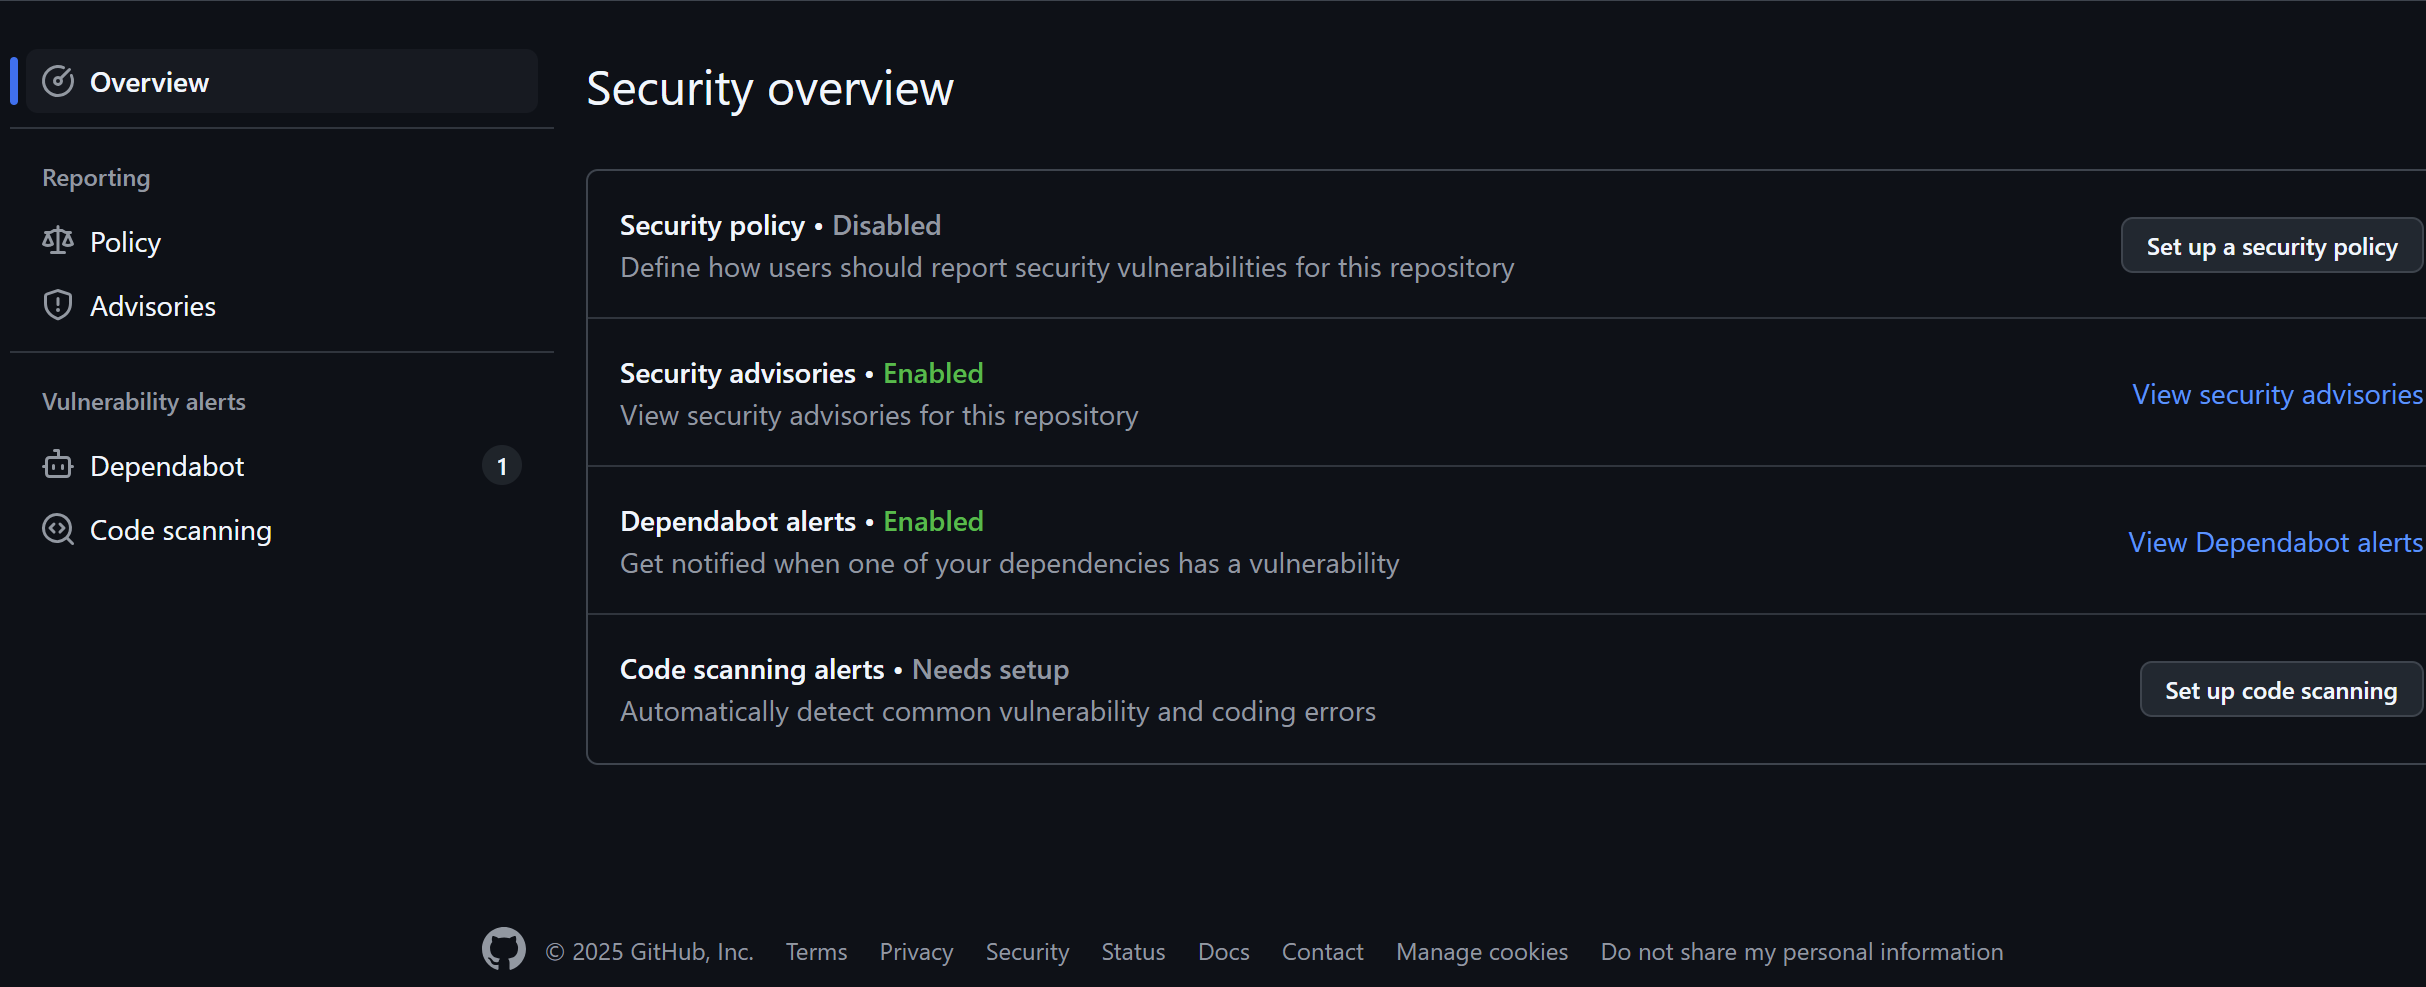 Overview
Reporting
Policy
Advisories
Vulnerability alerts
Dependabot 1
Code scanning
Security overview
Security policy • Disabled
Define how users should report security vulnerabilities for this repository
Set up a security policy
Security advisories • Enabled
View security advisories for this repository
View security advisories
Dependabot alerts • Enabled
Get notified when one of your dependencies has a vulnerability
View Dependabot alerts
Code scanning alerts • Needs setup
Automatically detect common vulnerability and coding errors
Set up code scanning
© 2025 GitHub, Inc. Terms Privacy Security Status Docs Contact Manage cookies Do not share my personal information